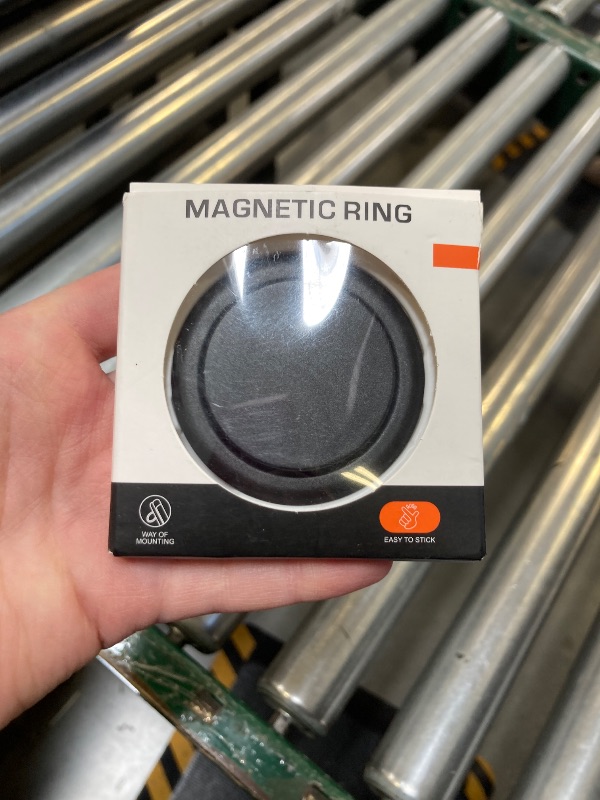 MAGNETIC RING
WAY OF
MOUNTING
EASY TO STICK